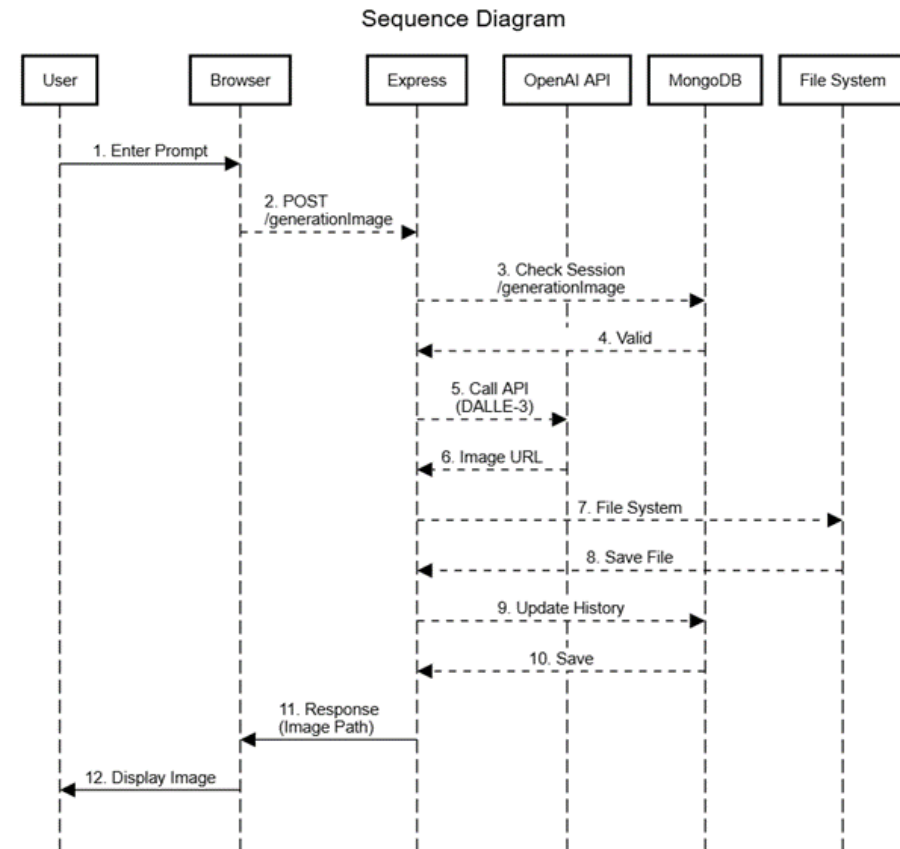 Sequence Diagram
User
Browser
Express
OpenAI API
MongoDB
File System
1. Enter Prompt
2. POST
/generationImage
3. Check Session
/generationImage
4. Valid
5. Call API
(DALLE-3)
6. Image URL
7. File System
8. Save File
9. Update History
10. Save
11. Response
(Image Path)
12. Display Image